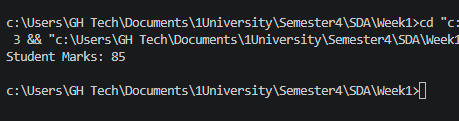 c:\Users\GH Tech\Documents\1University\Semester4\SDA\Week1>cd "c:
3 && "c:\Users\GH Tech\Documents\1University\Semester4\SDA\Week1
Student Marks: 85
c:\Users\GH Tech\Documents\1University\Semester4\SDA\Week1>